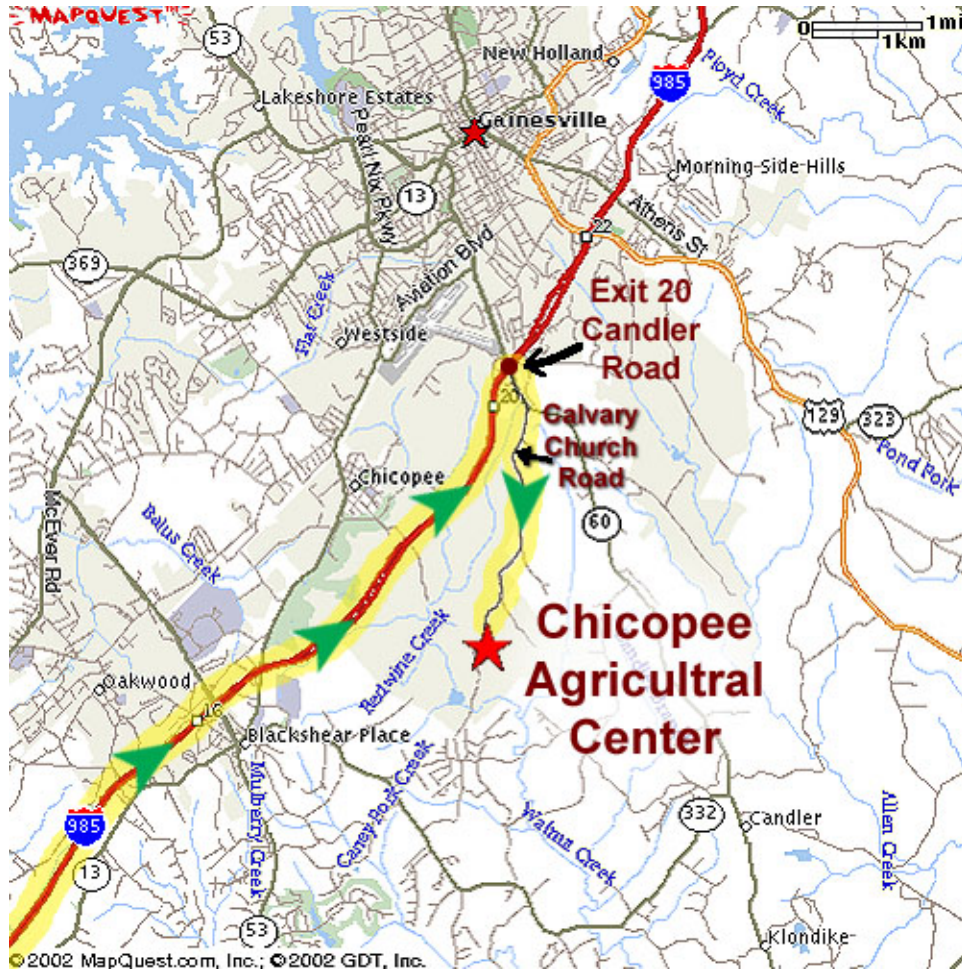 MAPQUEST
53
0
1mi
1km
New Holland
985
Floyd Creek
Lakeshore Estates
Gainesville
Pearl Nix Pkwy
13
Morning-Side-Hills
Athens St
22
369
Aviation Blvd
Flat Creek
Westside
Exit 20
Candler
Road
20
Calvary
Church
Road
129
323
Pond Fork
Chicopee
McEver Rd
Balus Creek
60
Redwine Creek
Chicopee
Agricultral
Center
Oakwood
16
Blackshear Place
985
Mulberry Creek
Caney Fork Creek
Walnut Creek
332
Candler
Allen Creek
13
53
Klondike
©2002 MapQuest.com, Inc.; ©2002 GDT, Inc.